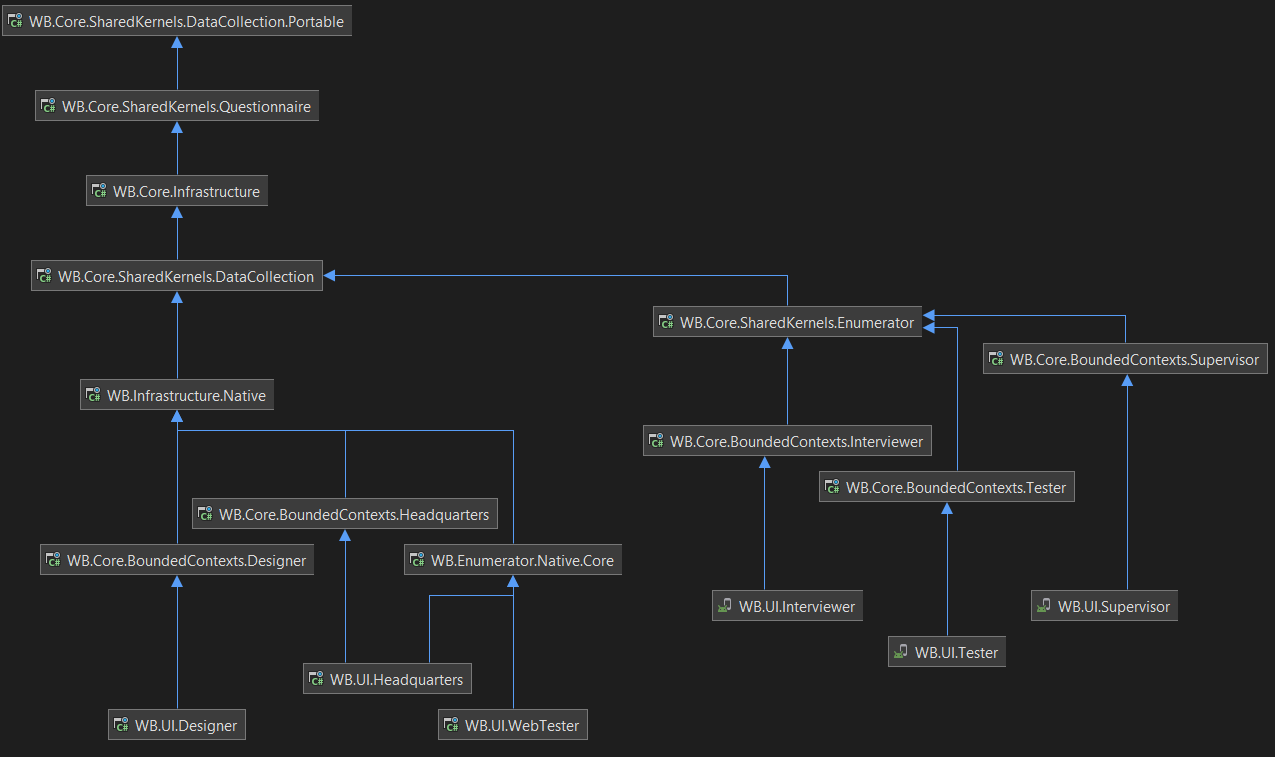 WB.Core.SharedKernels.DataCollection.Portable
WB.Core.SharedKernels.Questionnaire
WB.Core.Infrastructure
WB.Core.SharedKernels.DataCollection
WB.Core.SharedKernels.Enumerator
WB.Core.BoundedContexts.Supervisor
WB.Infrastructure.Native
WB.Core.BoundedContexts.Interviewer
WB.Core.BoundedContexts.Tester
WB.Core.BoundedContexts.Headquarters
WB.Core.BoundedContexts.Designer
WB.Enumerator.Native.Core
WB.UI.Interviewer
WB.UI.Supervisor
WB.UI.Tester
WB.UI.Headquarters
WB.UI.Designer
WB.UI.WebTester